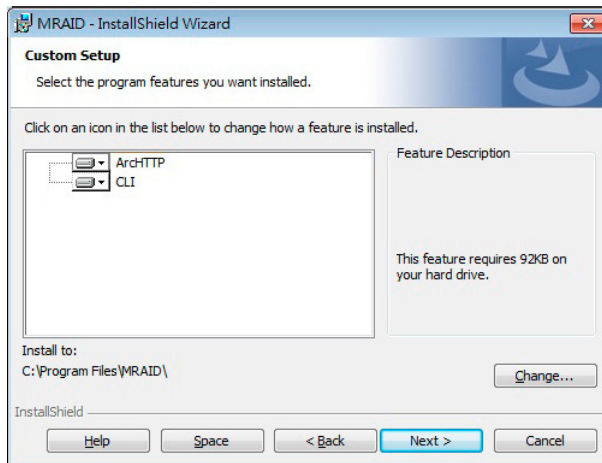 MRAID - InstallShield Wizard
Custom Setup
Select the program features you want installed.
Click on an icon in the list below to change how a feature is installed.
ArcHTTP
CLI
Feature Description
This feature requires 92KB on
your hard drive.
Install to:
C:\Program Files\MRAID\
Change...
InstallShield
Help
Space
< Back
Next >
Cancel